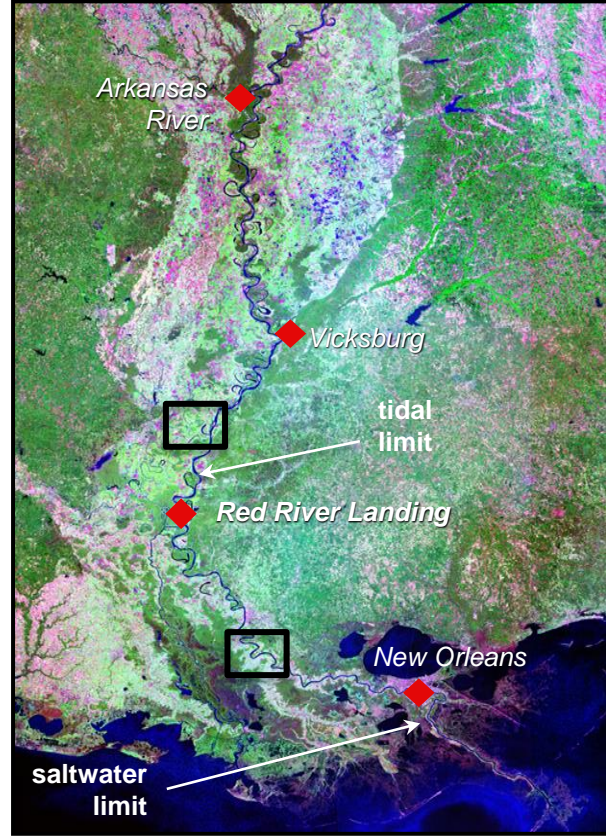 Arkansas
River
Vicksburg
tidal
limit
Red River Landing
New Orleans
saltwater
limit